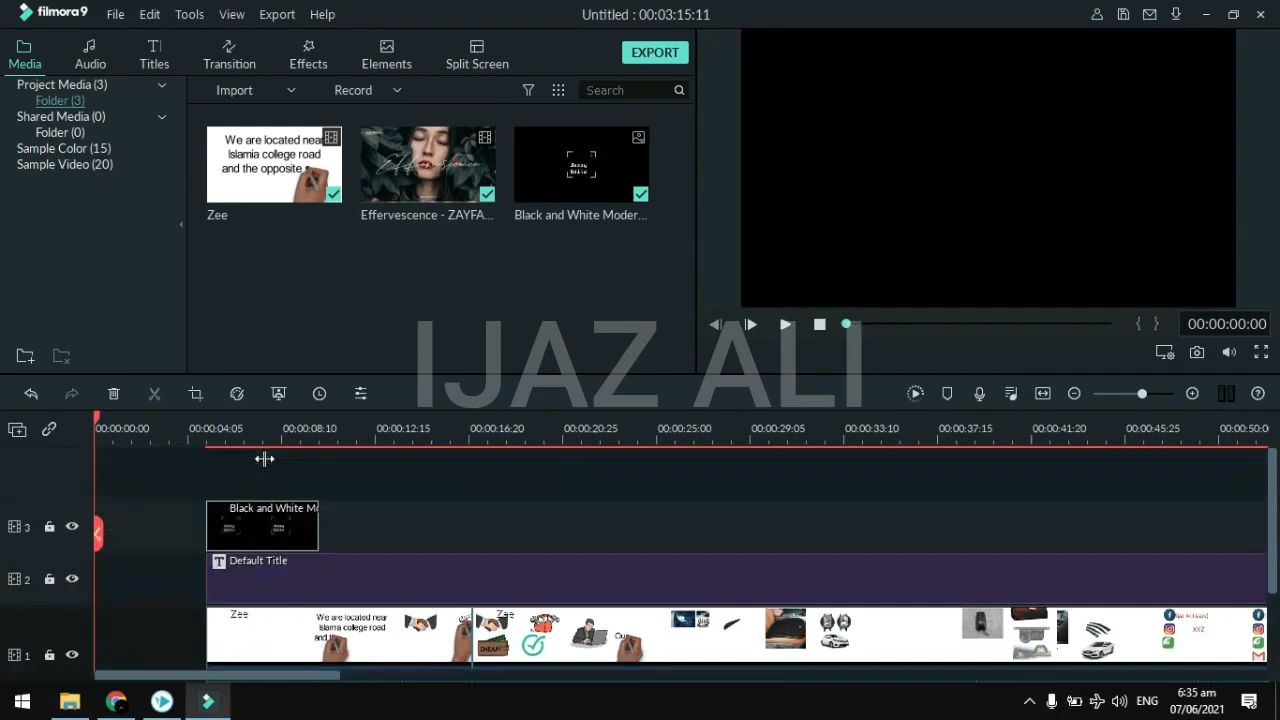 filmora9 File Edit Tools View Export Help Untitled : 00:03:15:11
Media Audio Titles Transition Effects Elements Split Screen EXPORT
Project Media (3)
Folder (3)
Shared Media (0)
Folder (0)
Sample Color (15)
Sample Video (20)
Import Record Search
We are located near
Islamia college road
and the opposite
Zee
Effervescence - ZAYFA...
Black and White Moder...
{ } 00:00:00:00
IJAZ ALI
00:00:00:00 00:00:04:05 00:00:08:10 00:00:12:15 00:00:16:20 00:00:20:25 00:00:25:00 00:00:29:05 00:00:33:10 00:00:37:15 00:00:41:20 00:00:45:25 00:00:50:0
3 Black and White Mo
2 T Default Title
1 Zee
We are located near
Islamia college road
and th
Zee
CHEAP
Ou
XYZ
ENG
6:35 am
07/06/2021